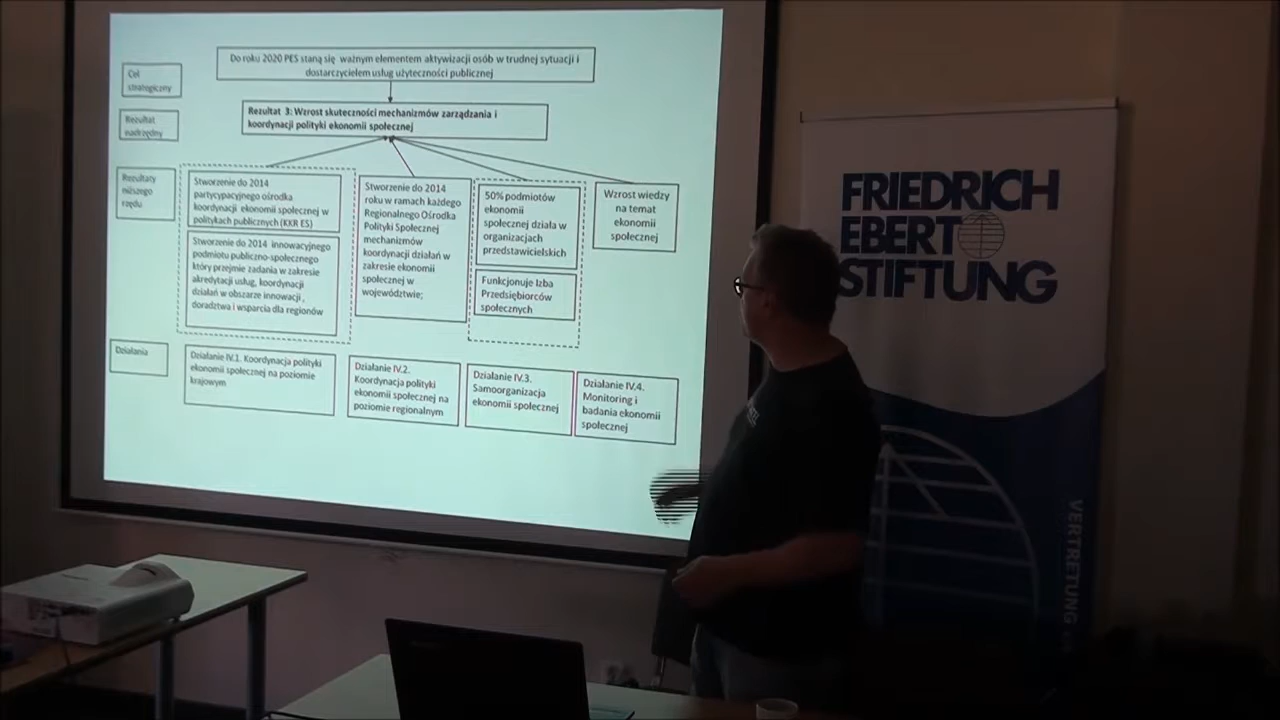 Do roku 2020 PES staną się ważnym elementem aktywizacji osób w trudnej sytuacji i
dostarczycielem usług użyteczności publicznej
Cel
strategiczny
Rezultat 3: Wzrost skuteczności mechanizmów zarządzania i
koordynacji polityki ekonomii społecznej
Rezultat
nadrzędny
Rezultaty
niższego
rzędu
Stworzenie do 2014
partycypacyjnego ośrodka
koordynacji ekonomii społecznej w
politykach publicznych (KKR ES)
Stworzenie do 2014 innowacyjnego
podmiotu publiczno-społecznego
który przejmie zadania w zakresie
akredytacji usług, koordynacji
działań w obszarze innowacji ,
doradztwa i wsparcia dla regionów
Stworzenie do 2014
roku w ramach każdego
Regionalnego Ośrodka
Polityki Społecznej
mechanizmów
koordynacji działań w
zakresie ekonomii
społecznej w
województwie;
50% podmiotów
ekonomii
społecznej działa w
organizacjach
przedstawicielskich
Funkcjonuje Izba
Przedsiębiorców
społecznych
Wzrost wiedzy
na temat
ekonomii
społecznej
Działania
Działanie IV.1. Koordynacja polityki
ekonomii społecznej na poziomie
krajowym
Działanie IV.2.
Koordynacja polityki
ekonomii społecznej na
poziomie regionalnym
Działanie IV.3.
Samoorganizacja
ekonomii społecznej
Działanie IV.4.
Monitoring i
badania ekonomii
społecznej
FRIEDRICH
EBERT
STIFTUNG
VERTRETUNG